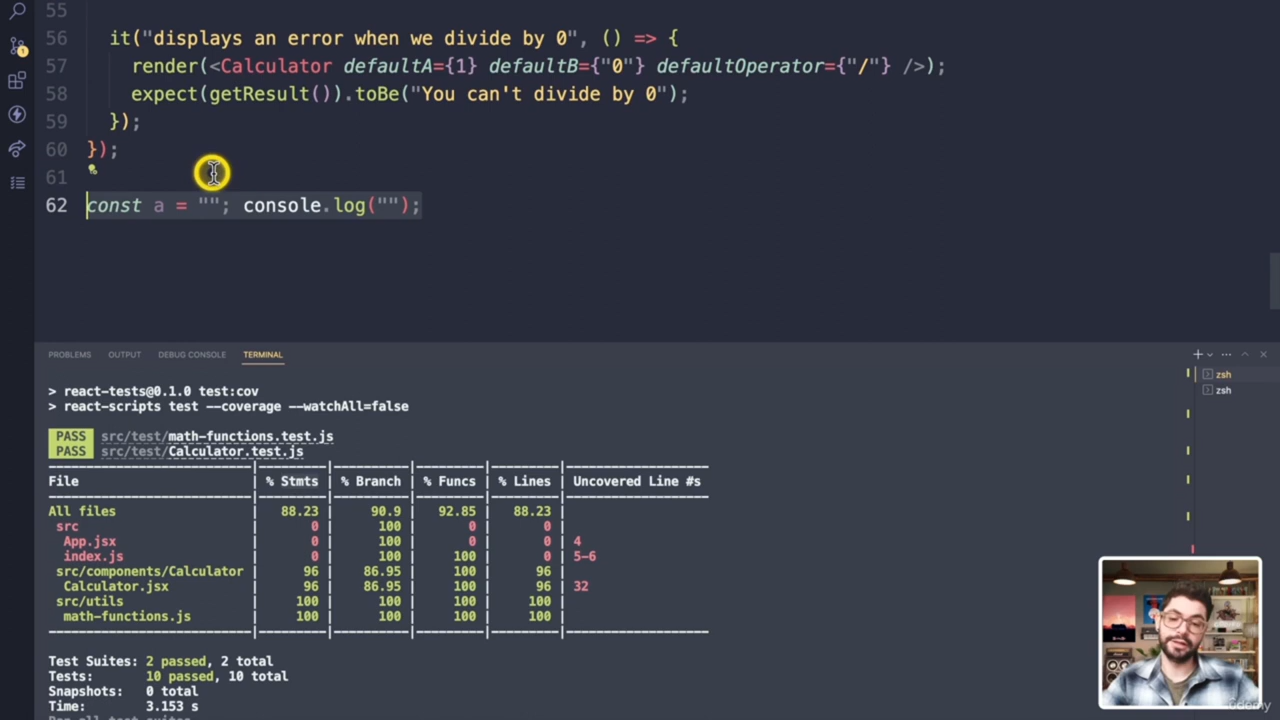 55
56 it("displays an error when we divide by 0", () => {
57 render(<Calculator defaultA={1} defaultB={"0"} defaultOperator={"/"} />);
58 expect(getResult()).toBe("You can't divide by 0");
59 });
60 });
61
62 const a = ""; console.log("");
PROBLEMS OUTPUT DEBUG CONSOLE TERMINAL
zsh
zsh
> react-tests@0.1.0 test:cov
> react-scripts test --coverage --watchAll=false
PASS src/test/math-functions.test.js
PASS src/test/Calculator.test.js
File | % Stmts | % Branch | % Funcs | % Lines | Uncovered Line #s
All files | 88.23 | 90.9 | 92.85 | 88.23 |
src | 0 | 100 | 0 | 0 |
App.jsx | 0 | 100 | 0 | 0 | 4
index.js | 0 | 100 | 100 | 0 | 5-6
src/components/Calculator | 96 | 86.95 | 100 | 96 |
Calculator.jsx | 96 | 86.95 | 100 | 96 | 32
src/utils | 100 | 100 | 100 | 100 |
math-functions.js | 100 | 100 | 100 | 100 |
Test Suites: 2 passed, 2 total
Tests: 10 passed, 10 total
Snapshots: 0 total
Time: 3.153 s
Ran all test suites
udemy